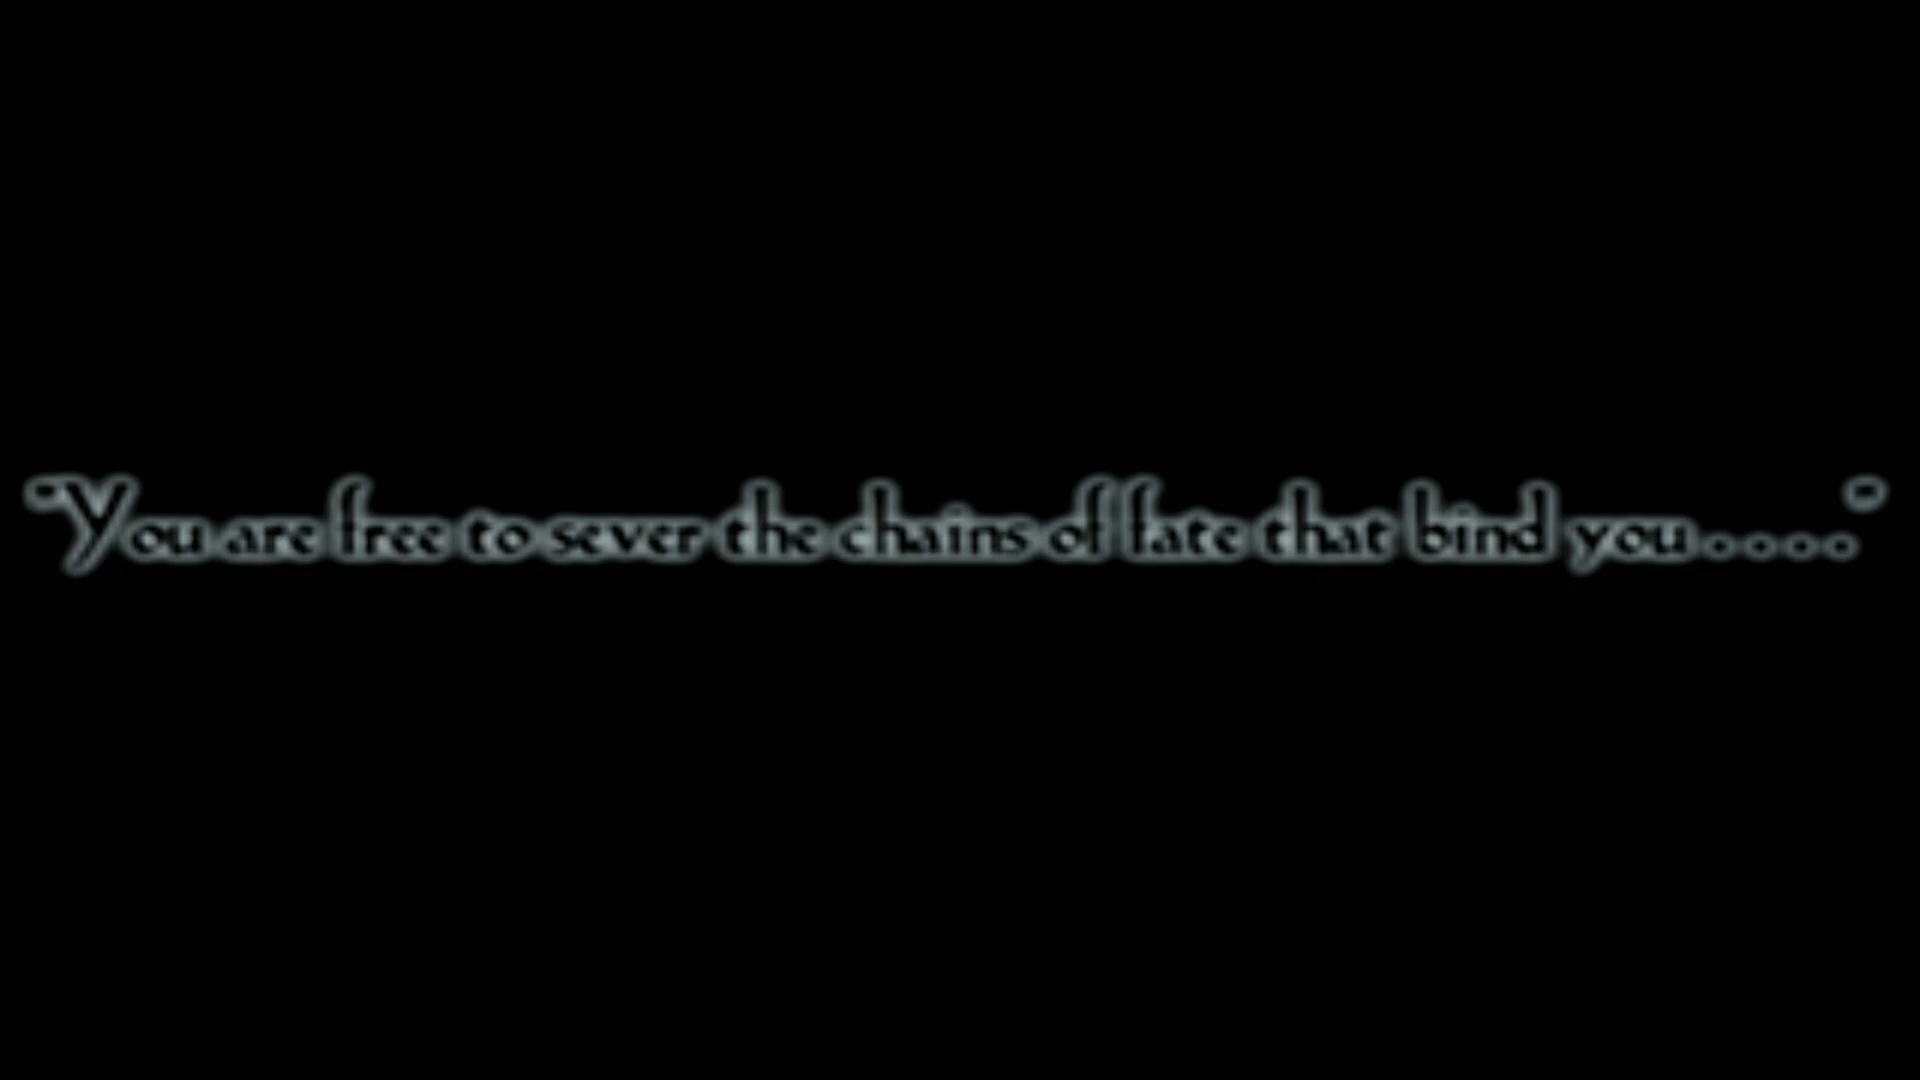 "You are free to sever the chains of fate that bind you...."